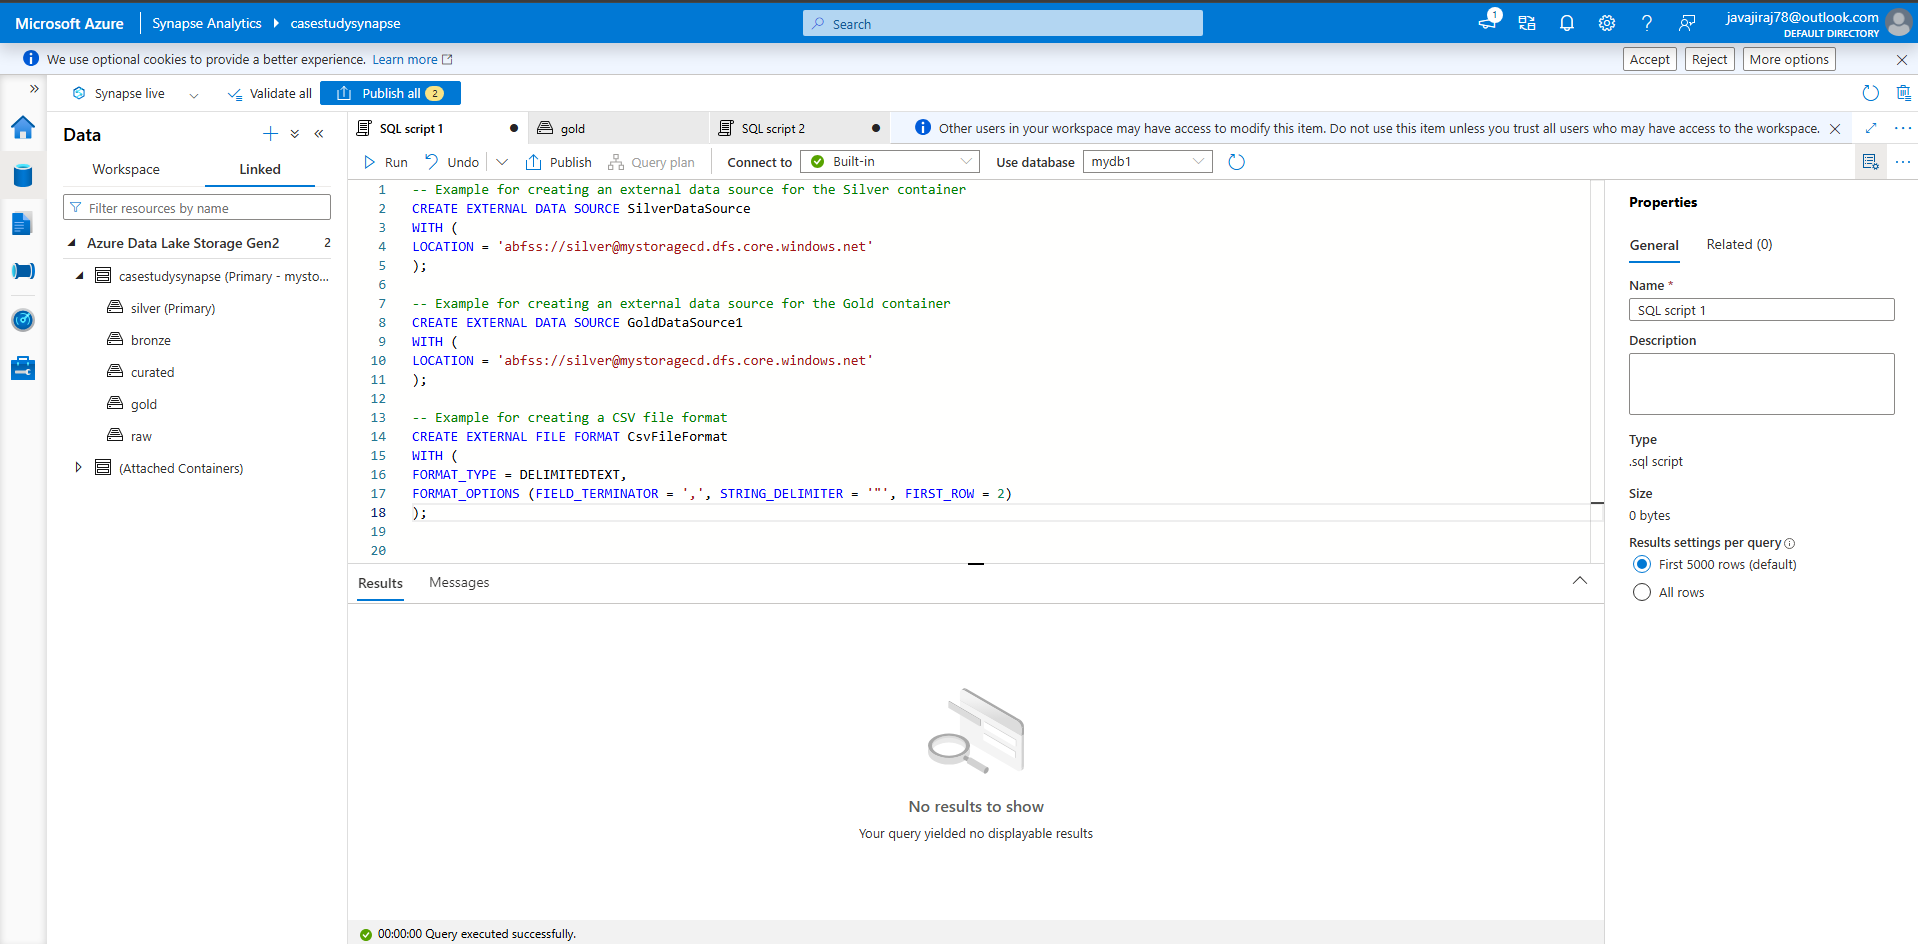 Microsoft Azure
Synapse Analytics
casestudysynapse
Search
1
javajiraj78@outlook.com
DEFAULT DIRECTORY
We use optional cookies to provide a better experience. Learn more
Accept
Reject
More options
Synapse live
Validate all
Publish all 2
Data
Workspace
Linked
Filter resources by name
Azure Data Lake Storage Gen2 2
casestudysynapse (Primary - mysto...
silver (Primary)
bronze
curated
gold
raw
(Attached Containers)
SQL script 1
gold
SQL script 2
Other users in your workspace may have access to modify this item. Do not use this item unless you trust all users who may have access to the workspace.
Run
Undo
Publish
Query plan
Connect to
Built-in
Use database
mydb1
1 -- Example for creating an external data source for the Silver container
2 CREATE EXTERNAL DATA SOURCE SilverDataSource
3 WITH (
4 LOCATION = 'abfss://silver@mystoragecd.dfs.core.windows.net'
5 );
6
7 -- Example for creating an external data source for the Gold container
8 CREATE EXTERNAL DATA SOURCE GoldDataSource1
9 WITH (
10 LOCATION = 'abfss://silver@mystoragecd.dfs.core.windows.net'
11 );
12
13 -- Example for creating a CSV file format
14 CREATE EXTERNAL FILE FORMAT CsvFileFormat
15 WITH (
16 FORMAT_TYPE = DELIMITEDTEXT,
17 FORMAT_OPTIONS (FIELD_TERMINATOR = ',', STRING_DELIMITER = '"', FIRST_ROW = 2)
18 );
19
20
Results
Messages
No results to show
Your query yielded no displayable results
00:00:00 Query executed successfully.
Properties
General
Related (0)
Name *
SQL script 1
Description
Type
.sql script
Size
0 bytes
Results settings per query
First 5000 rows (default)
All rows